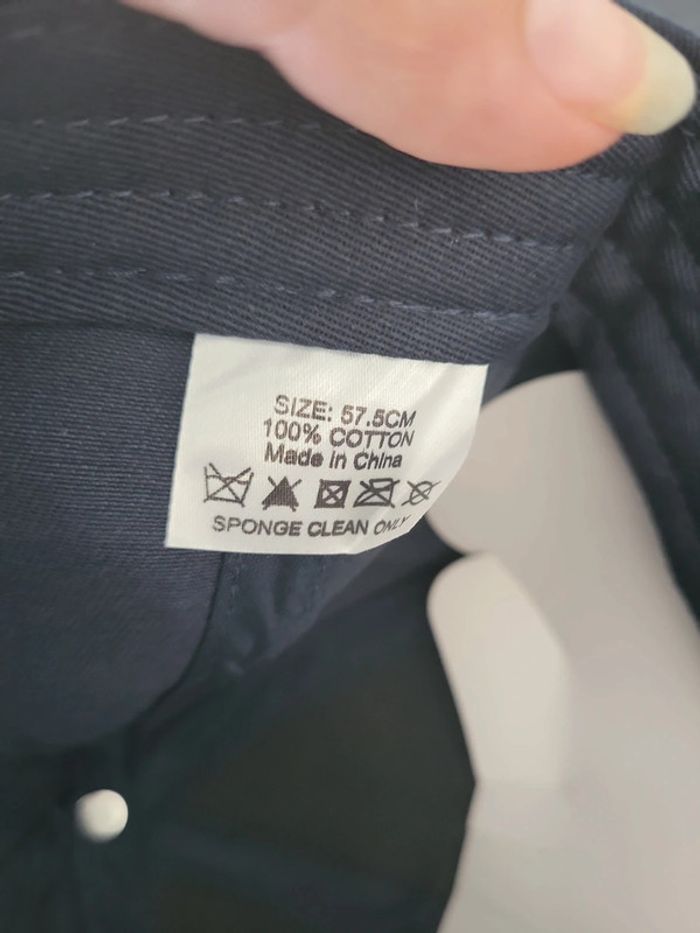 SIZE: 57.5CM
100% COTTON
Made in China
SPONGE CLEAN ONLY